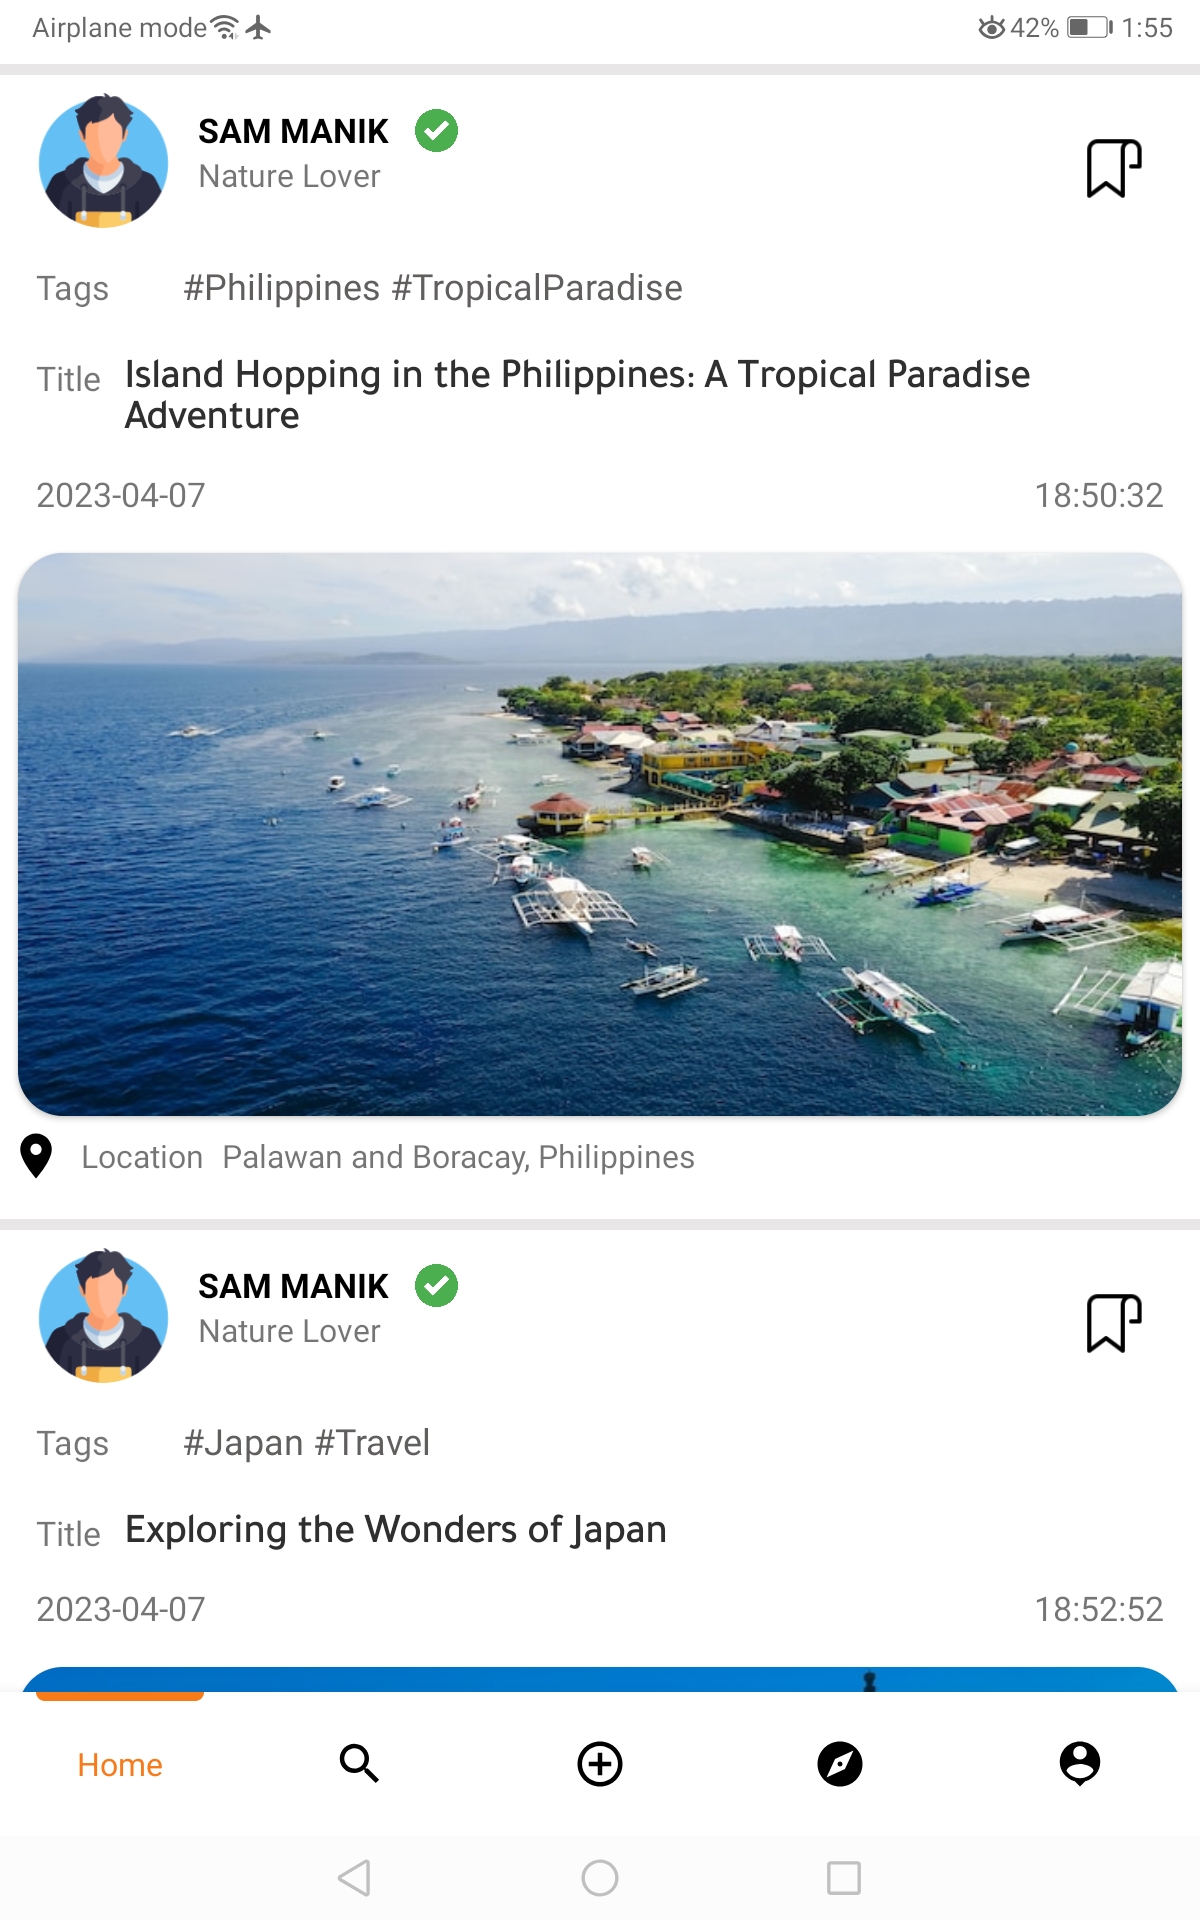 Airplane mode 42% 1:55
SAM MANIK
Nature Lover
Tags #Philippines #TropicalParadise
Title Island Hopping in the Philippines: A Tropical Paradise
Adventure
2023-04-07 18:50:32
Location Palawan and Boracay, Philippines
SAM MANIK
Nature Lover
Tags #Japan #Travel
Title Exploring the Wonders of Japan
2023-04-07 18:52:52
Home